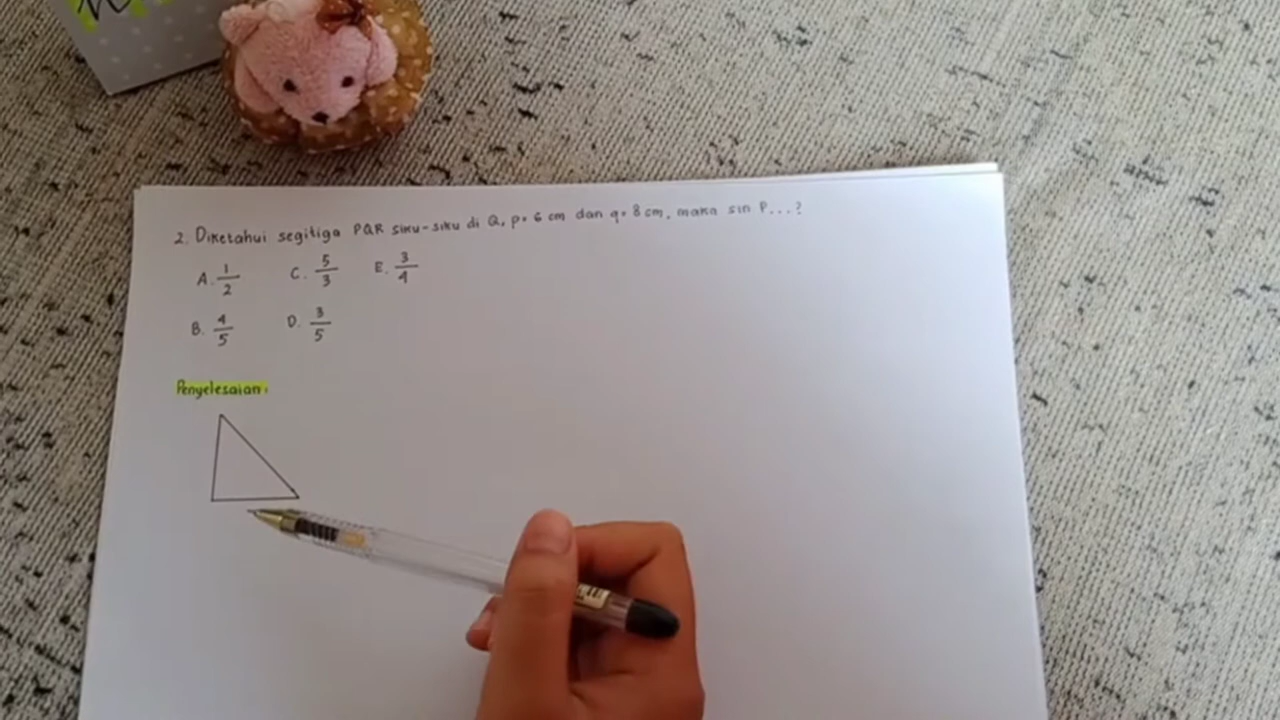 2. Diketahui segitiga PQR siku-siku di Q, p= 6 cm dan q= 8 cm, maka sin P...?
A. 1/2 C. 5/3 E. 3/4
B. 4/5 D. 3/5
Penyelesaian: